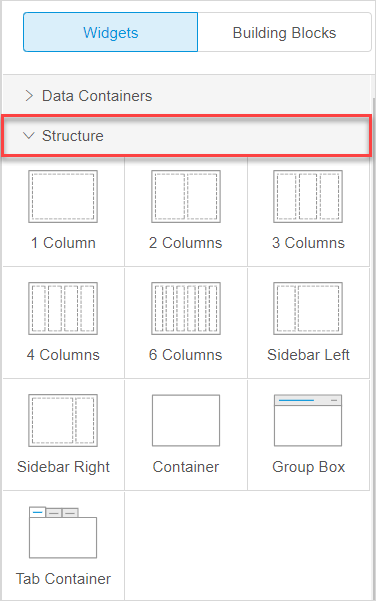 Widgets Building Blocks
Data Containers
Structure
1 Column 2 Columns 3 Columns
4 Columns 6 Columns Sidebar Left
Sidebar Right Container Group Box
Tab Container